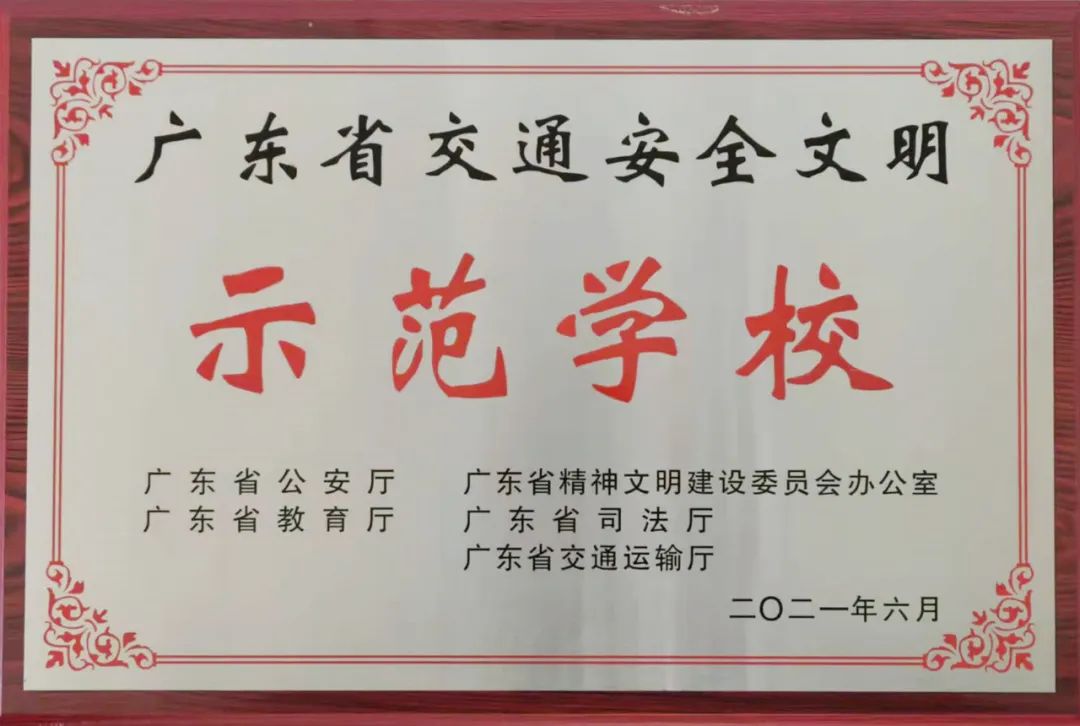 广东省交通安全文明
示范学校
广东省公安厅 广东省精神文明建设委员会办公室
广东省教育厅 广东省司法厅
广东省交通运输厅
二〇二一年六月